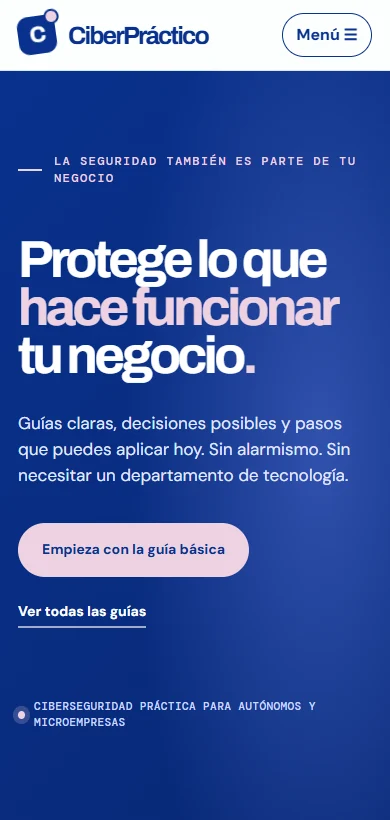 C CiberPráctico
Menú ☰
LA SEGURIDAD TAMBIÉN ES PARTE DE TU
NEGOCIO
Protege lo que
hace funcionar
tu negocio.
Guías claras, decisiones posibles y pasos
que puedes aplicar hoy. Sin alarmismo. Sin
necesitar un departamento de tecnología.
Empieza con la guía básica
Ver todas las guías
CIBERSEGURIDAD PRÁCTICA PARA AUTÓNOMOS Y
MICROEMPRESAS